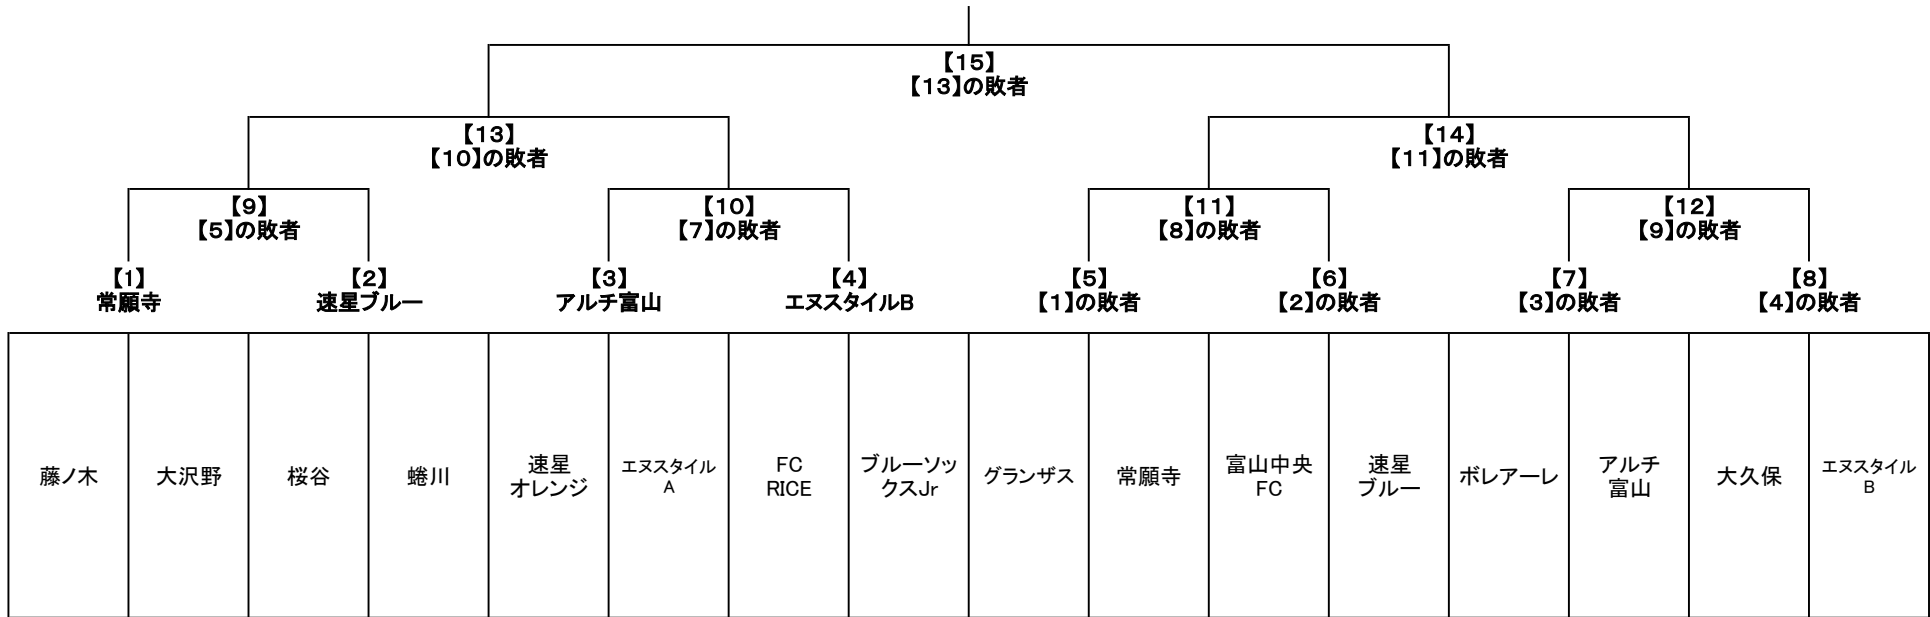 【15】
【13】の敗者
【13】
【10】の敗者
【14】
【11】の敗者
【9】
【5】の敗者
【10】
【7】の敗者
【11】
【8】の敗者
【12】
【9】の敗者
【1】
常願寺
【2】
速星ブルー
【3】
アルチ富山
【4】
エヌスタイルB
【5】
【1】の敗者
【6】
【2】の敗者
【7】
【3】の敗者
【8】
【4】の敗者
藤ノ木
大沢野
桜谷
蜷川
速星
オレンジ
エヌスタイル
A
FC
RICE
ブルーソッ
クスJr
グランザス
常願寺
富山中央
FC
速星
ブルー
ボレアーレ
アルチ
富山
大久保
エヌスタイル
B